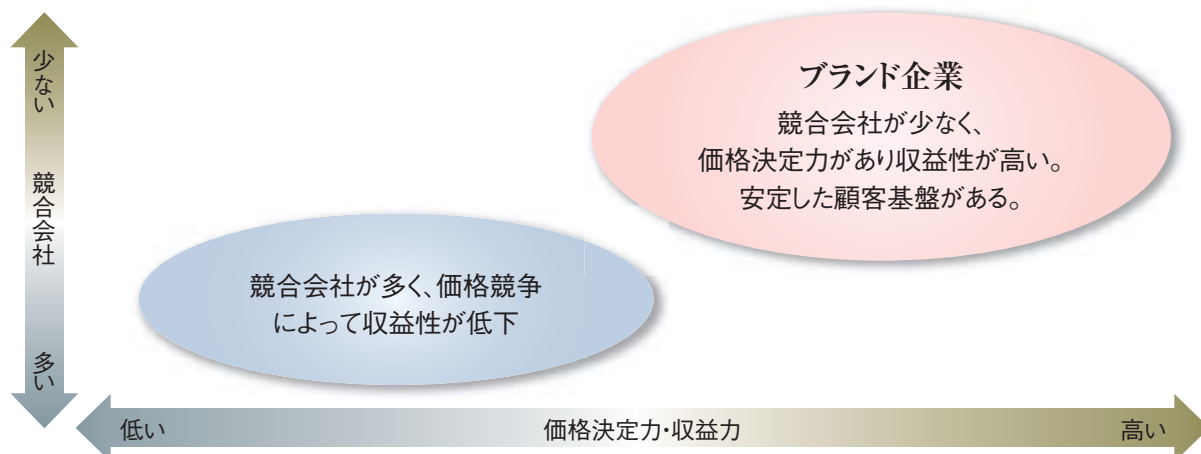 少ない
競合会社
多い
ブランド企業
競合会社が少なく、
価格決定力があり収益性が高い。
安定した顧客基盤がある。
競合会社が多く、価格競争
によって収益性が低下
低い
価格決定力・収益力
高い